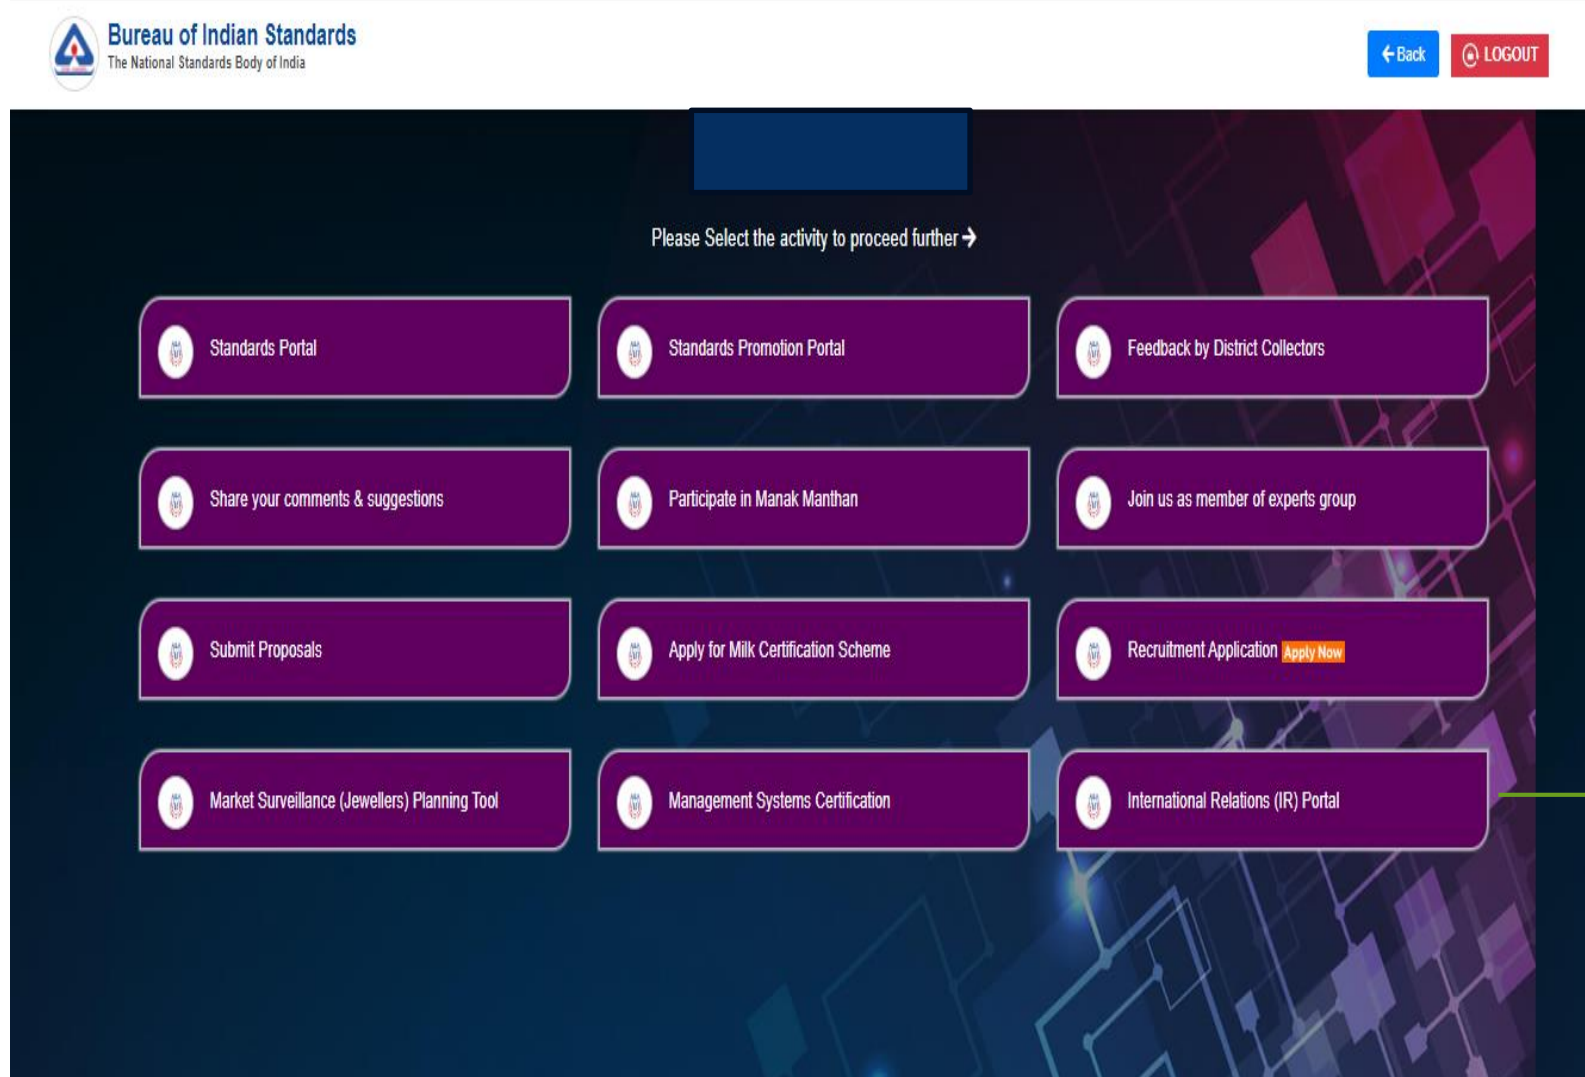 Bureau of Indian Standards
The National Standards Body of India
Back
LOGOUT
Please Select the activity to proceed further
Standards Portal
Standards Promotion Portal
Feedback by District Collectors
Share your comments & suggestions
Participate in Manak Manthan
Join us as member of experts group
Submit Proposals
Apply for Milk Certification Scheme
Recruitment Application Apply Now
Market Surveillance (Jewellers) Planning Tool
Management Systems Certification
International Relations (IR) Portal